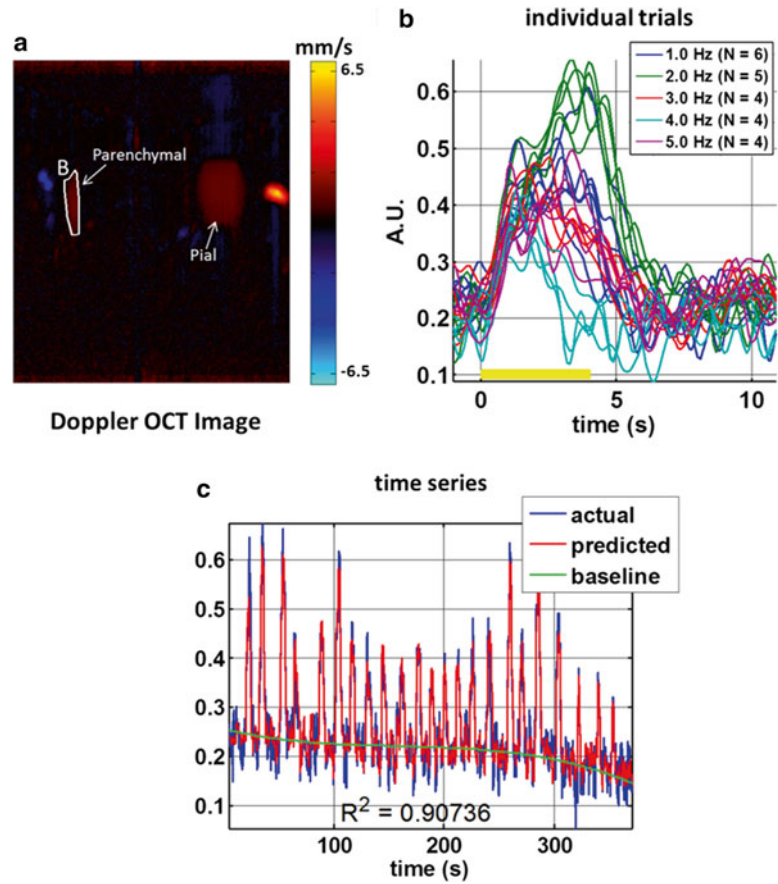 a
mm/s
6.5
B
Parenchymal
Pial
-6.5
Doppler OCT Image
individual trials
b
1.0 Hz (N = 6)
2.0 Hz (N = 5)
3.0 Hz (N = 4)
4.0 Hz (N = 4)
5.0 Hz (N = 4)
A.U.
0.6
0.5
0.4
0.3
0.2
0.1
0 5 10
time (s)
c
time series
actual
predicted
baseline
0.6
0.5
0.4
0.3
0.2
0.1
R² = 0.90736
100 200 300
time (s)